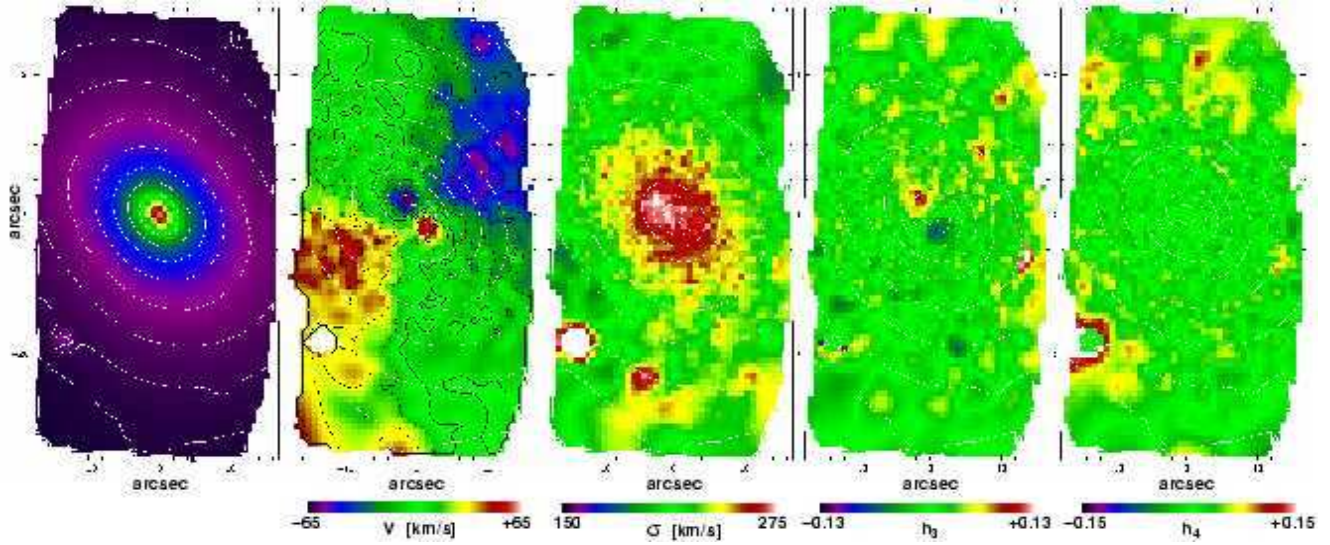 arcsec
arcsec arcsec arcsec arcsec arcsec
−65 V [km/s] +65 150 σ [km/s] 275 −0.13 h3 +0.13 −0.15 h4 +0.15